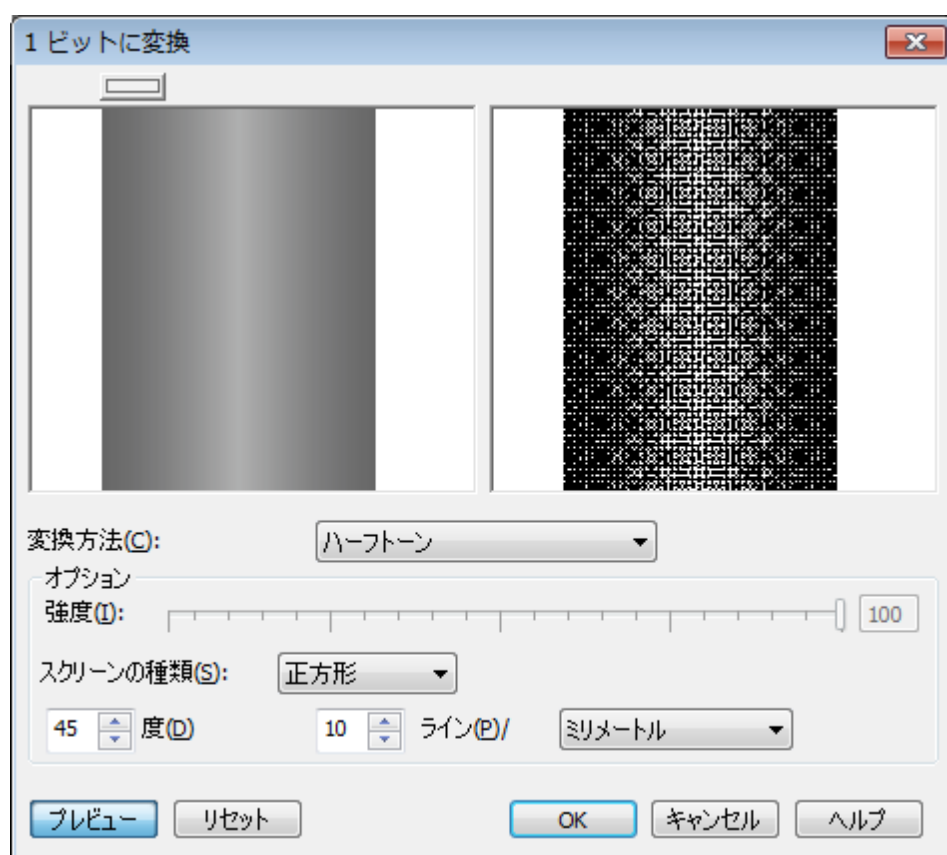 1 ビットに変換
変換方法(C): ハーフトーン
オプション
強度(I): 100
スクリーンの種類(S): 正方形
45 度(D) 10 ライン(P)/ ミリメートル
プレビュー リセット OK キャンセル ヘルプ